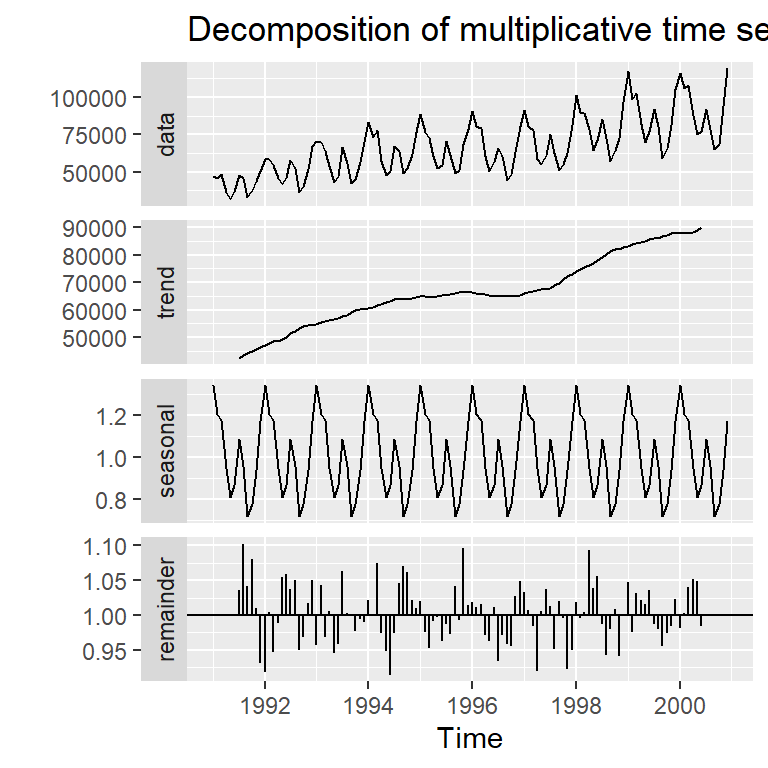 Decomposition of multiplicative time se
data
100000
75000
50000
trend
90000
80000
70000
60000
50000
seasonal
1.2
1.0
0.8
remainder
1.10
1.05
1.00
0.95
1992 1994 1996 1998 2000
Time